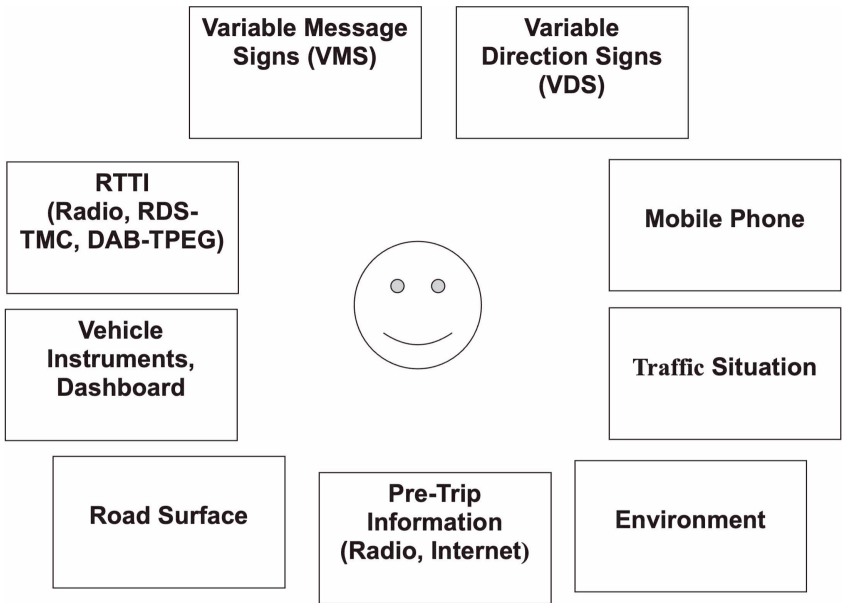 Variable Message
Signs (VMS)
Variable
Direction Signs
(VDS)
RTTI
(Radio, RDS-
TMC, DAB-TPEG)
Mobile Phone
Vehicle
Instruments,
Dashboard
Traffic Situation
Road Surface
Pre-Trip
Information
(Radio, Internet)
Environment